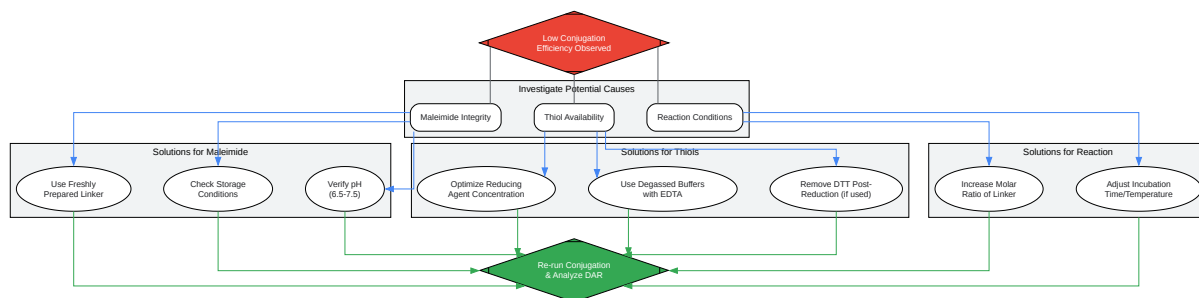 Low Conjugation
Efficiency Observed
Investigate Potential Causes
Maleimide Integrity
Thiol Availability
Reaction Conditions
Solutions for Maleimide
Solutions for Thiols
Solutions for Reaction
Use Freshly
Prepared Linker
Check Storage
Conditions
Verify pH
(6.5-7.5)
Optimize Reducing
Agent Concentration
Use Degassed Buffers
with EDTA
Remove DTT Post-
Reduction (if used)
Increase Molar
Ratio of Linker
Adjust Incubation
Time/Temperature
Re-run Conjugation
& Analyze DAR